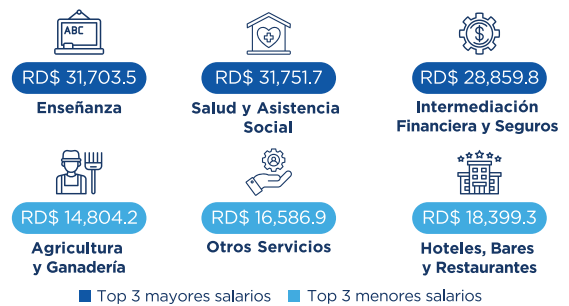 ABC
RD$ 31,703.5
RD$ 31,751.7
RD$ 28,859.8
Enseñanza
Salud y Asistencia
Social
Intermediación
Financiera y Seguros
RD$ 14,804.2
RD$ 16,586.9
RD$ 18,399.3
Agricultura
y Ganadería
Otros Servicios
Hoteles, Bares
y Restaurantes
Top 3 mayores salarios
Top 3 menores salarios